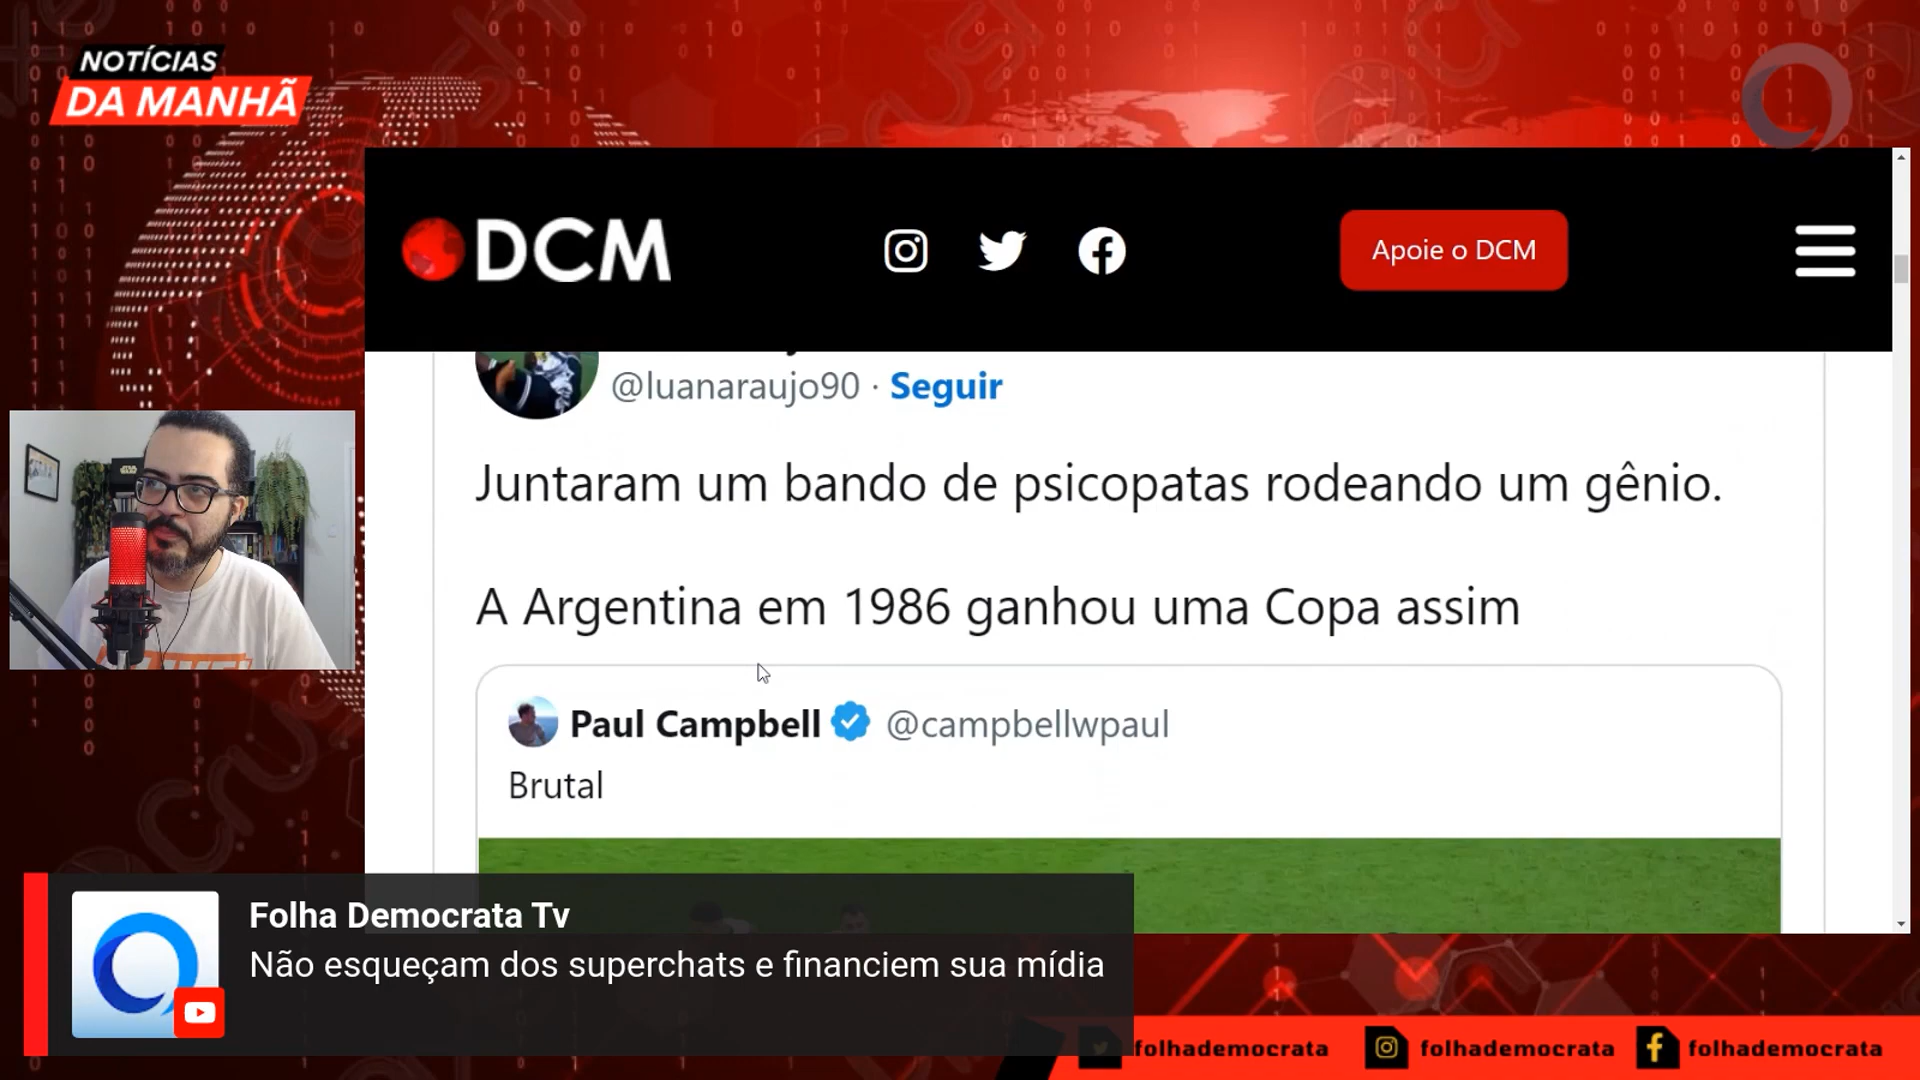 NOTÍCIAS
DA MANHÃ
DCM
Apoie o DCM
@luanaraujo90 · Seguir
Juntaram um bando de psicopatas rodeando um gênio.
A Argentina em 1986 ganhou uma Copa assim
Paul Campbell @campbellwpaul
Brutal
Folha Democrata Tv
Não esqueçam dos superchats e financiem sua mídia
folhademocrata folhademocrata folhademocrata